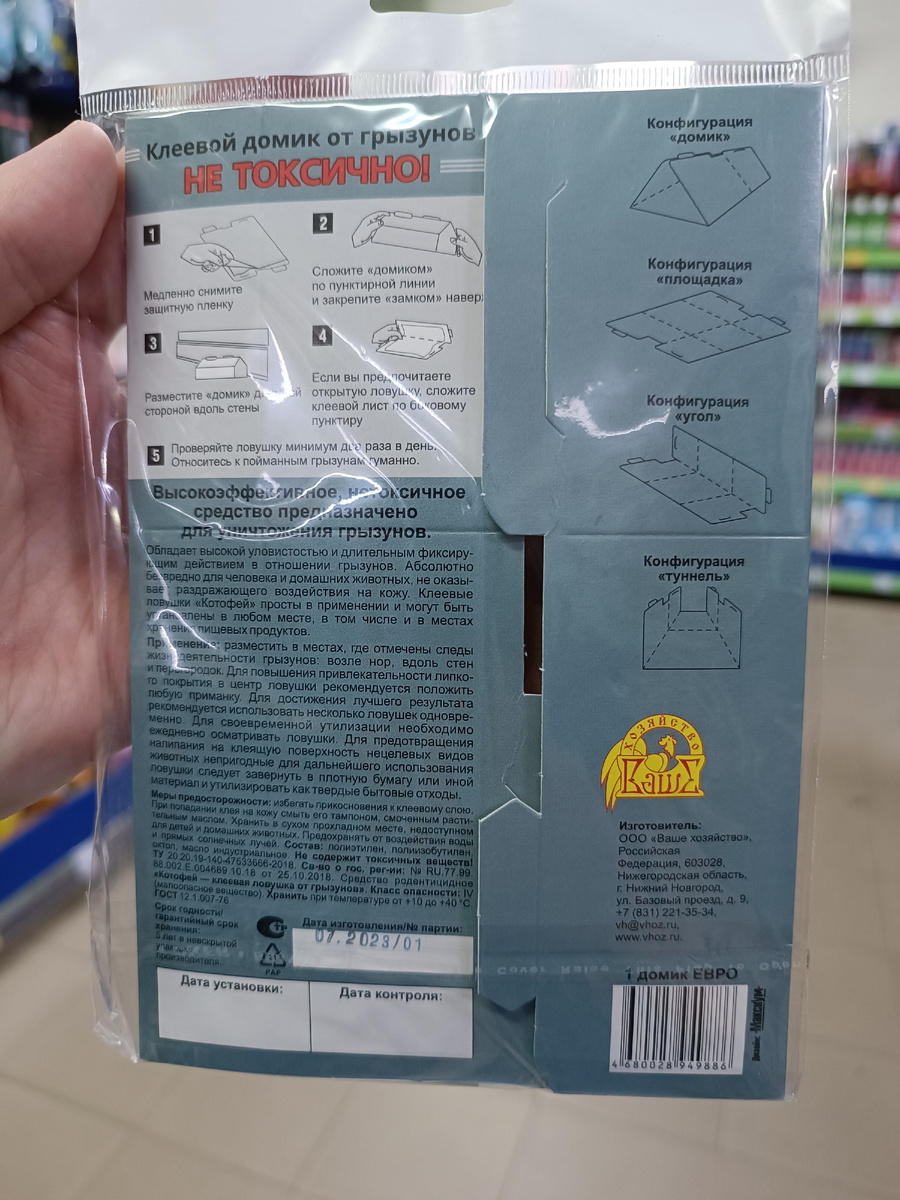 Клеевой домик от грызунов
НЕ ТОКСИЧНО!
1
Медленно снимите
защитную пленку
2
Сложите «домиком»
по пунктирной линии
и закрепите «замком» навер
3
Разместите «домик»
стороной вдоль стены
4
Если вы предпочитаете
открытую ловушку, сложите
клеевой лист по боковому
пунктиру
5
Проверяйте ловушку минимум два раза в день.
Относитесь к пойманным грызунам гуманно.
Высокоэффективное, нетоксичное
средство предназначено
для уничтожения грызунов.
Обладает высокой уловистостью и длительным фиксиру-
ющим действием в отношении грызунов. Абсолютно
безвредно для человека и домашних животных, не оказы-
вает раздражающего воздействия на кожу. Клеевые
ловушки «Котофей» просты в применении и могут быть
установлены в любом месте, в том числе и в местах
хранения пищевых продуктов.
Применение: разместить в местах, где отмечены следы
жизнедеятельности грызунов: возле нор, вдоль стен
и перегородок. Для повышения привлекательности липко-
го покрытия в центр ловушки рекомендуется положить
любую приманку. Для достижения лучшего результата
рекомендуется использовать несколько ловушек одновре-
менно. Для своевременной утилизации необходимо
ежедневно осматривать ловушки. Для предотвращения
налипания на клеящую поверхность нецелевых видов
животных непригодные для дальнейшего использования
ловушки следует завернуть в плотную бумагу или иной
материал и утилизировать как твердые бытовые отходы.
Меры предосторожности: избегать прикосновения к клеевому слою.
При попадании клея на кожу смыть его тампоном, смоченным расти-
тельным маслом. Хранить в сухом прохладном месте, недоступном
для детей и домашних животных. Предохранять от воздействия воды
и прямых солнечных лучей. Состав: полиэтилен, полиизобутилен,
октол, масло индустриальное. Не содержит токсичных веществ!
ТУ 20.20.19-140-47533666-2018. Св-во о гос. рег-ии: № RU.77.99.
88.002.Е.004689.10.18 от 25.10.2018. Средство родентицидное
«Котофей – клеевая ловушка от грызунов». Класс опасности: IV
(малоопасное вещество). Хранить при температуре от +10 до +40 °С.
ГОСТ 12.1.007-76
Срок годности/
гарантийный срок
хранения:
5 лет в невскрытой
упаковке
производителя.
21
PAP
Дата изготовления/№ партии:
07.2023/01
Дата установки:
Дата контроля:
Конфигурация
«домик»
Конфигурация
«площадка»
Конфигурация
«угол»
Конфигурация
«туннель»
ХОЗЯЙСТВО
ВАШЕ
Изготовитель:
ООО «Ваше хозяйство»,
Российская
Федерация, 603028,
Нижегородская область,
г. Нижний Новгород,
ул. Базовый проезд, д. 9,
+7 (831) 221-35-34,
vh@vhoz.ru,
www.vhoz.ru.
Cover Raise
Open
1 домик ЕВРО
4 680028 949886
Дизайн: Максибум